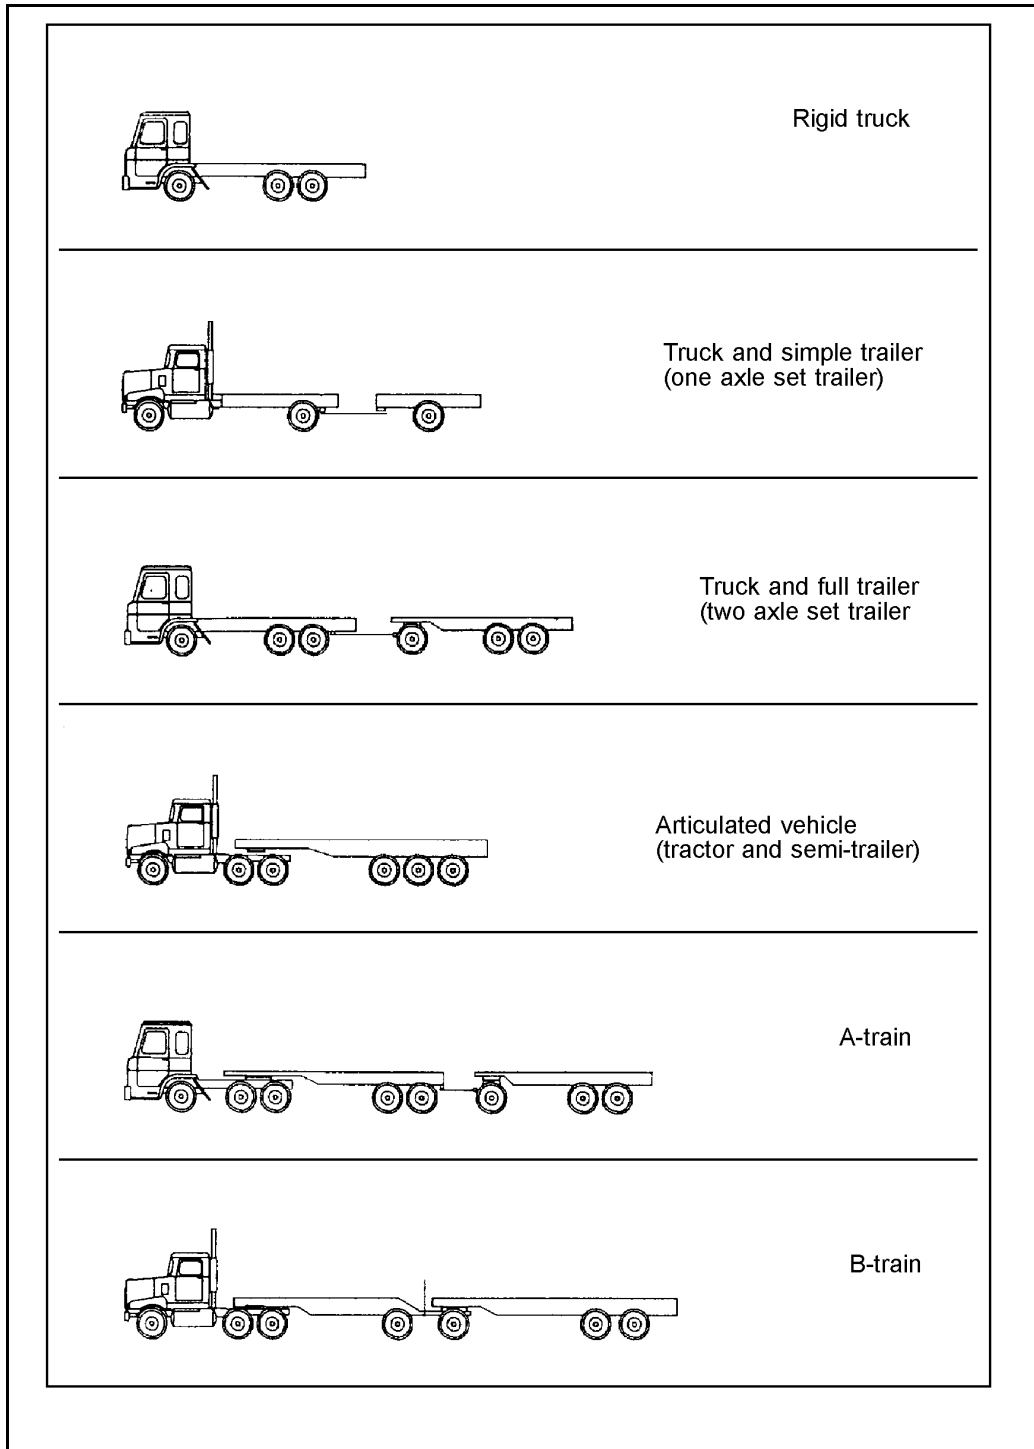 Rigid truck
Truck and simple trailer
(one axle set trailer)
Truck and full trailer
(two axle set trailer
Articulated vehicle
(tractor and semi-trailer)
A-train
B-train